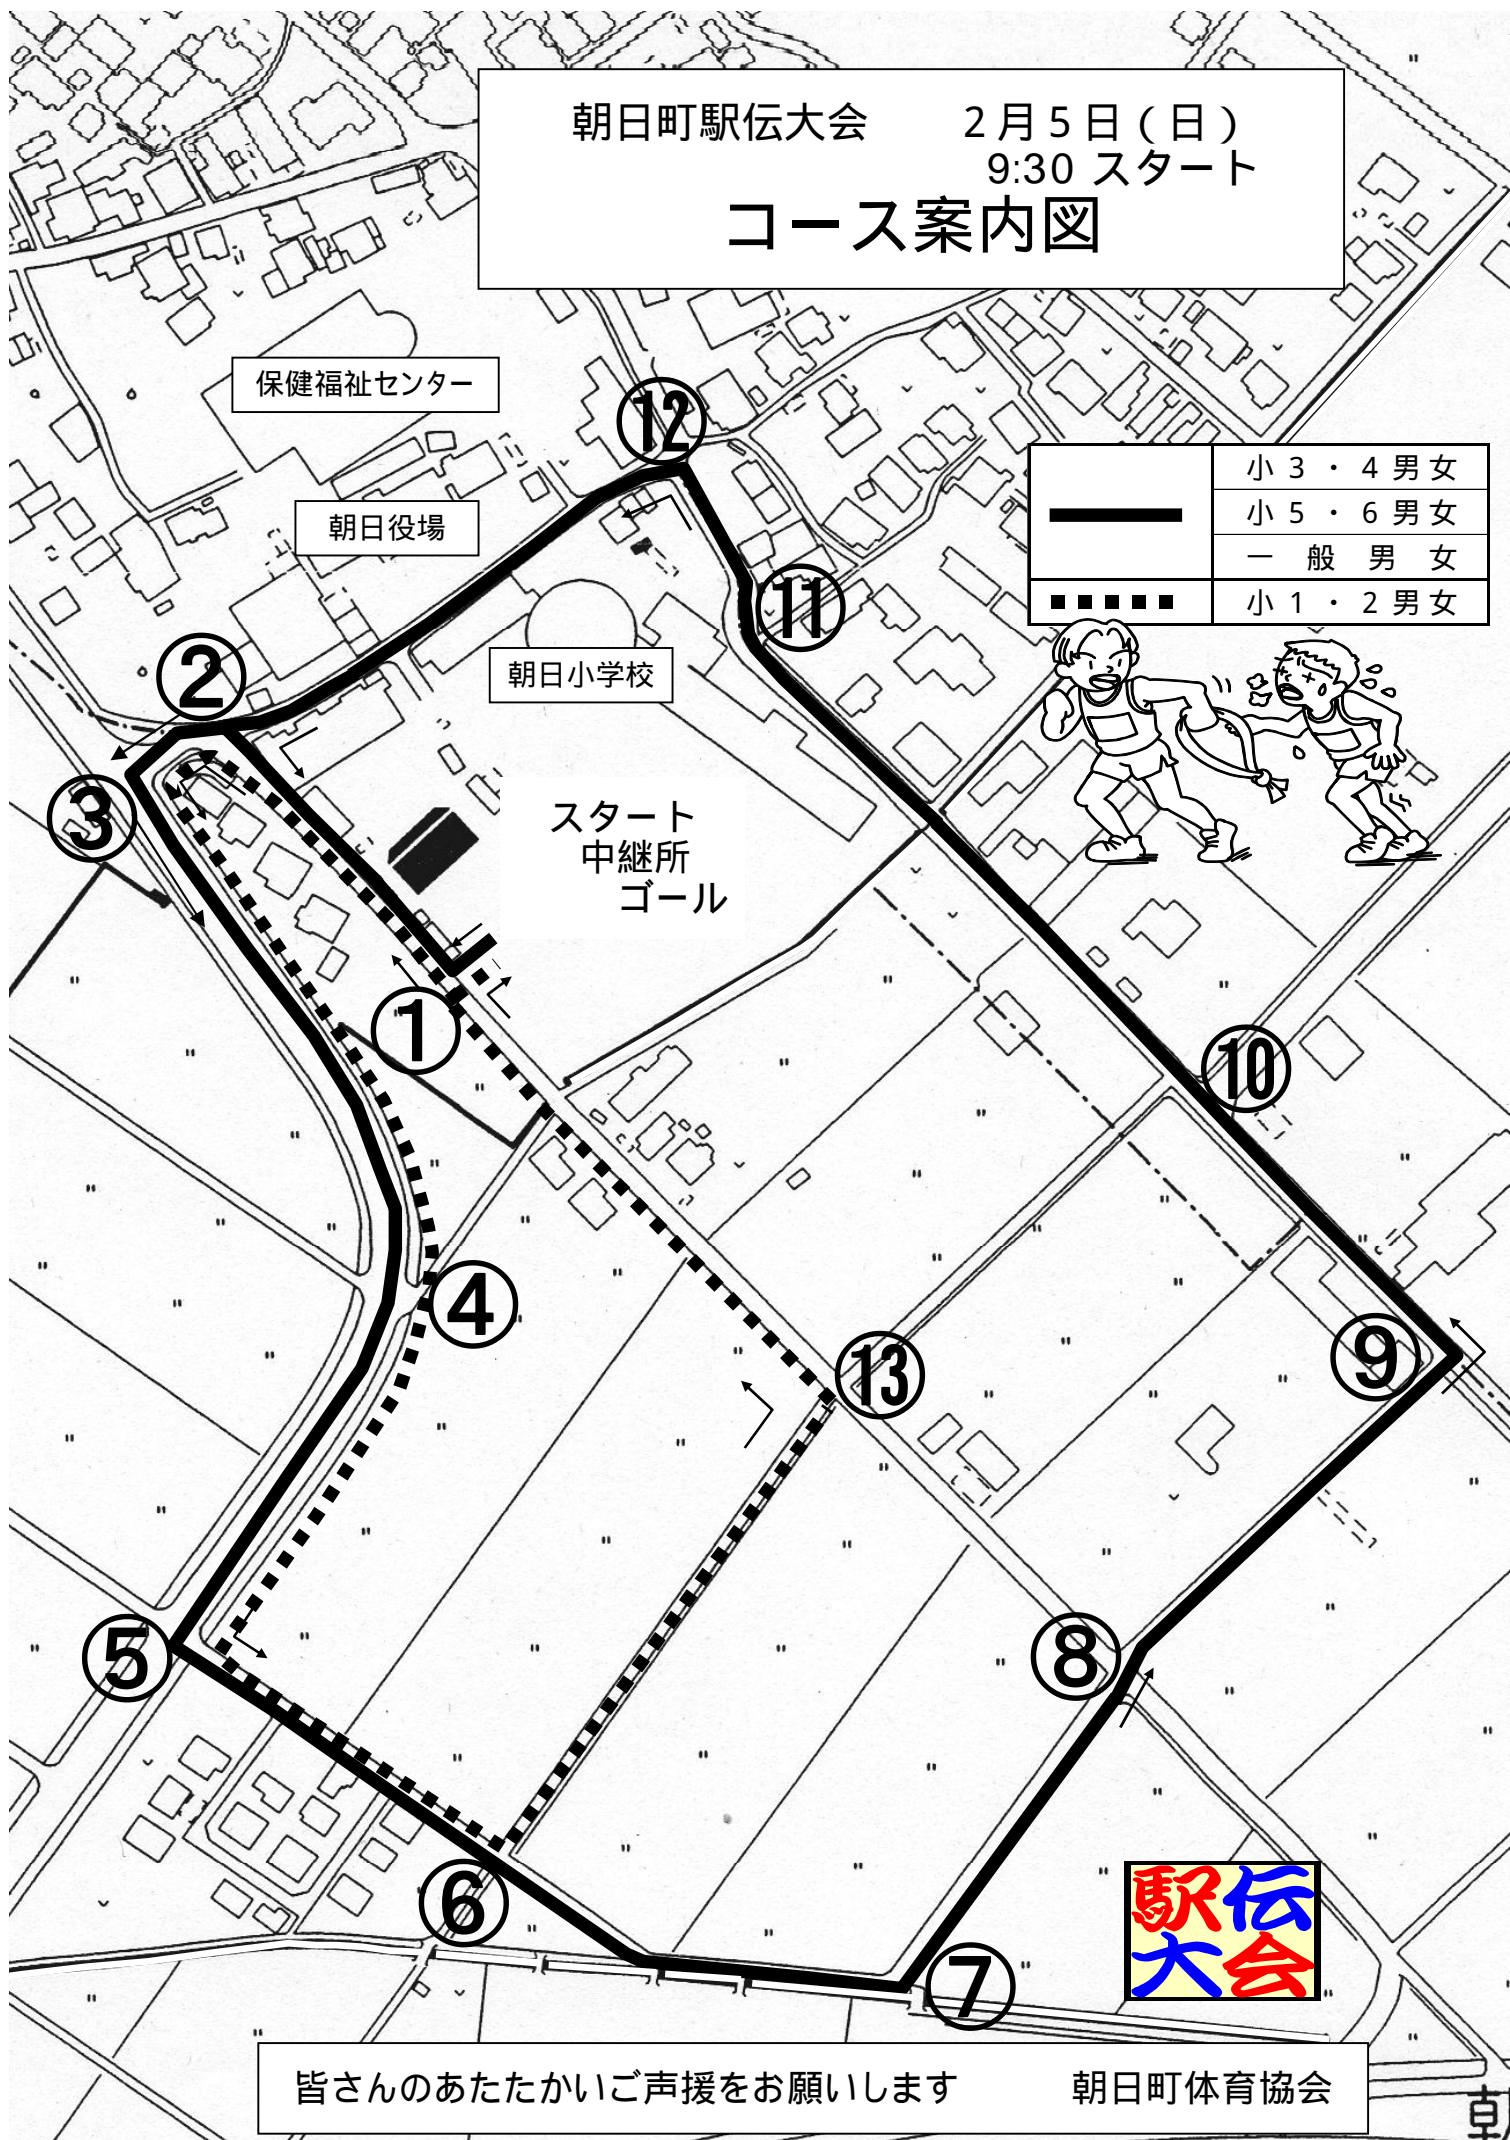 朝日町駅伝大会 2月5日(日)
9:30 スタート
コース案内図
保健福祉センター
⑫
小 3 ・ 4 男女
小 5 ・ 6 男女
一 般 男 女
小 1 ・ 2 男女
朝日役場
⑪
朝日小学校
②
③
スタート
中継所
ゴール
①
⑩
④
⑬
⑨
⑤
⑧
⑥
⑦
駅伝
大会
皆さんのあたたかいご声援をお願いします 朝日町体育協会